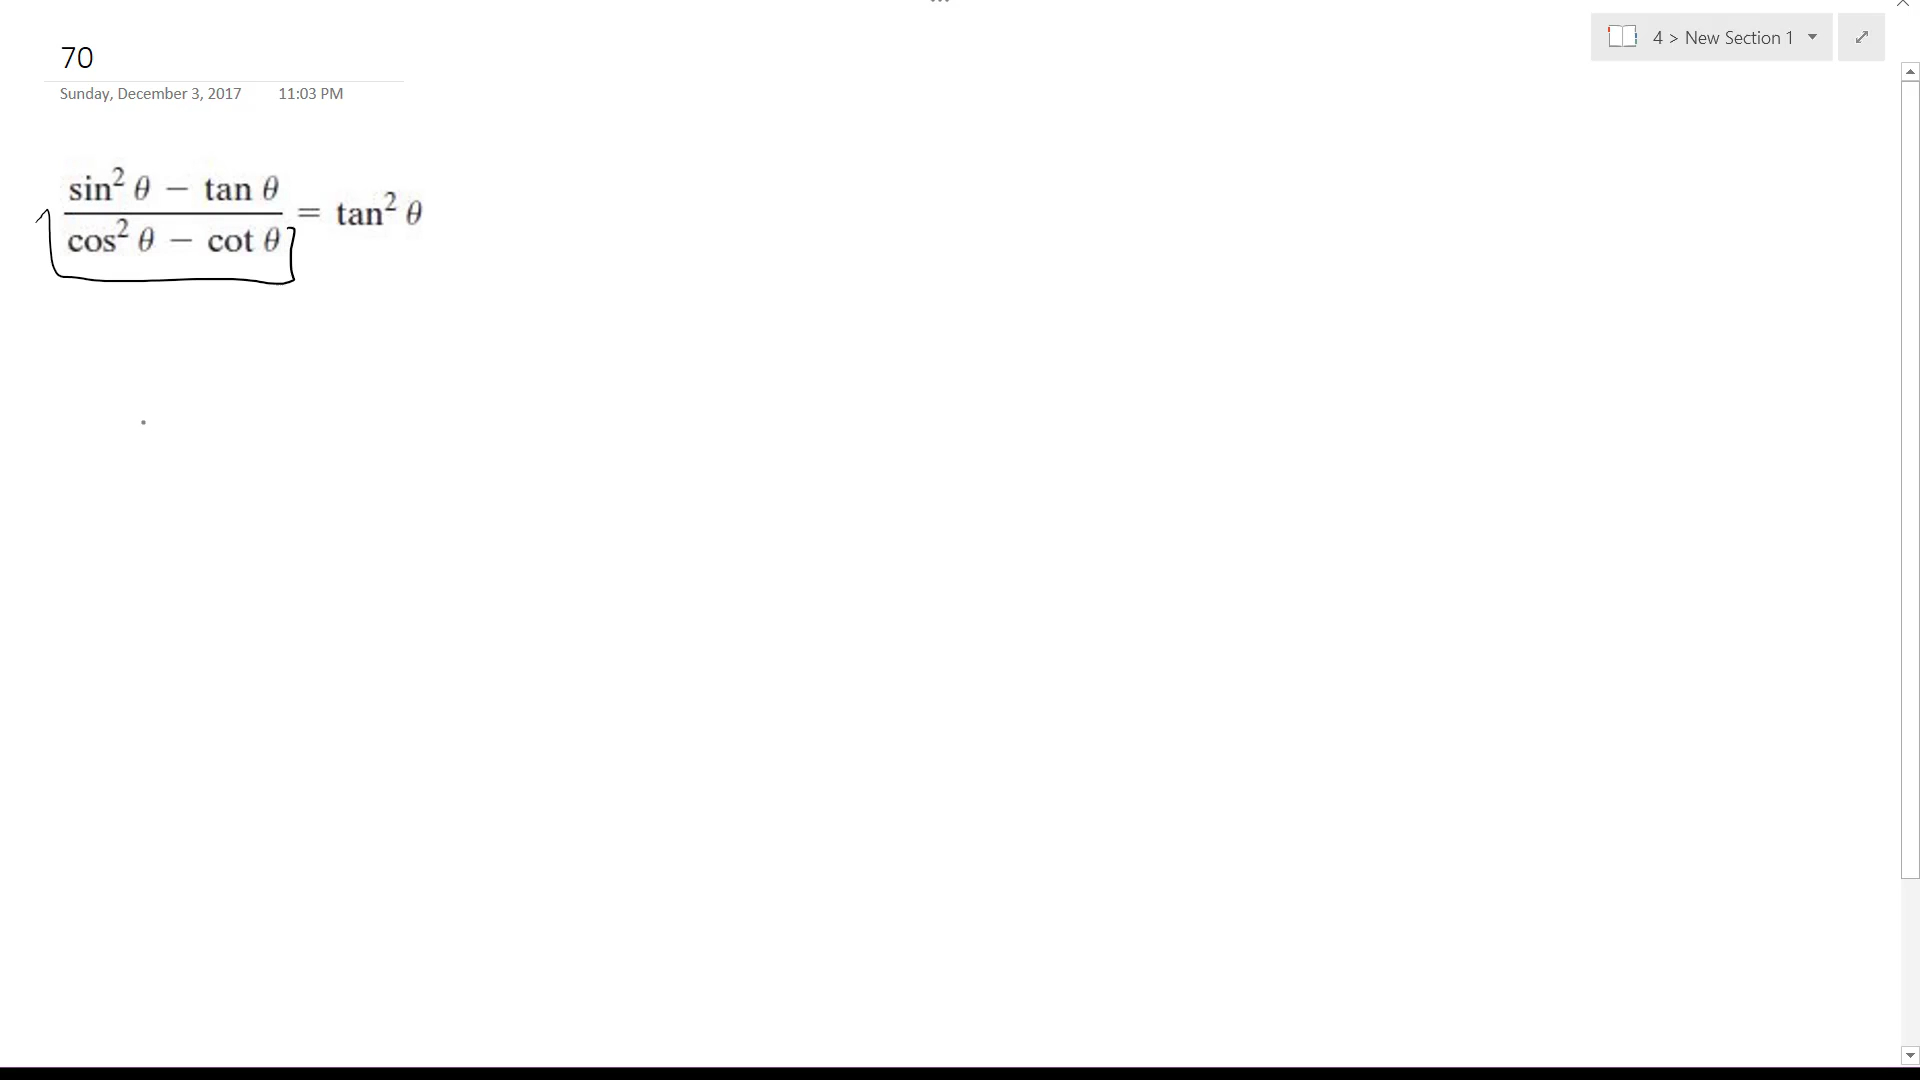 4 > New Section 1
70
Sunday, December 3, 2017 11:03 PM
sin² θ − tan θ
cos² θ − cot θ
= tan² θ